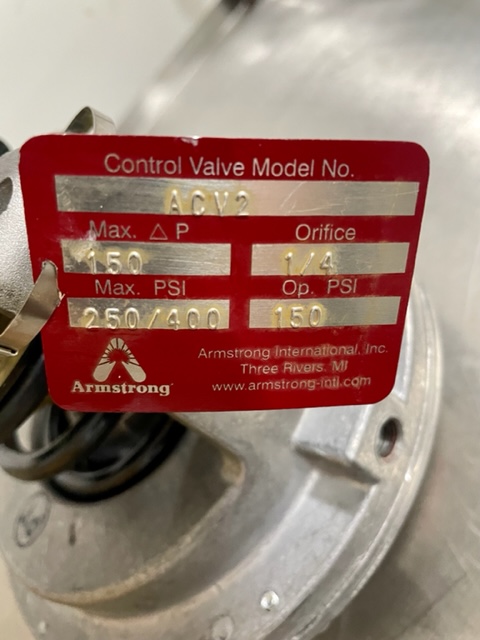 Control Valve Model No.
ACV2
Max. △ P
Orifice
150
1/4
Max. PSI
Op. PSI
250/400
150
Armstrong
Armstrong International, Inc.
Three Rivers, MI
www.armstrong-intl.com